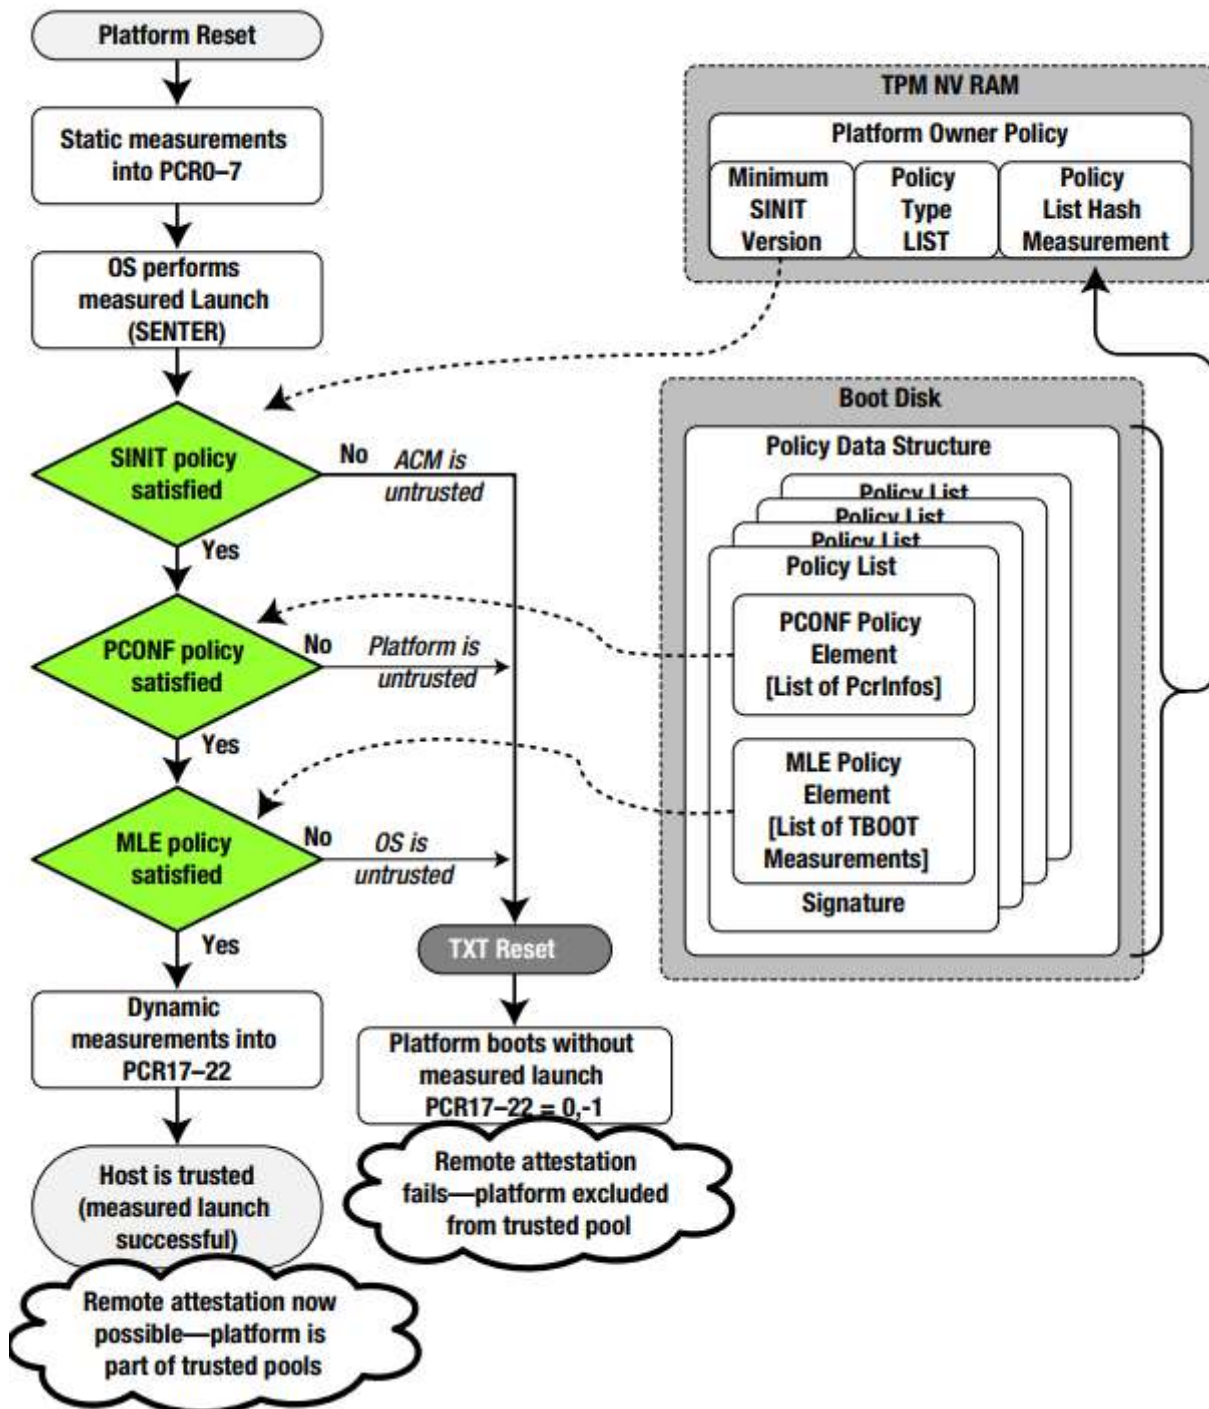 Platform Reset
Static measurements
into PCR0–7
OS performs
measured Launch
(SENTER)
SINIT policy
satisfied
No
ACM is
untrusted
Yes
PCONF policy
satisfied
No
Platform is
untrusted
Yes
MLE policy
satisfied
No
OS is
untrusted
Yes
Dynamic
measurements into
PCR17–22
Host is trusted
(measured launch
successful)
Remote attestation now
possible—platform is
part of trusted pools
TXT Reset
Platform boots without
measured launch
PCR17–22 = 0,-1
Remote attestation
fails—platform excluded
from trusted pool
TPM NV RAM
Platform Owner Policy
Minimum
SINIT
Version
Policy
Type
LIST
Policy
List Hash
Measurement
Boot Disk
Policy Data Structure
Policy List
Policy List
Policy List
Policy List
PCONF Policy
Element
[List of PcrInfos]
MLE Policy
Element
[List of TBOOT
Measurements]
Signature